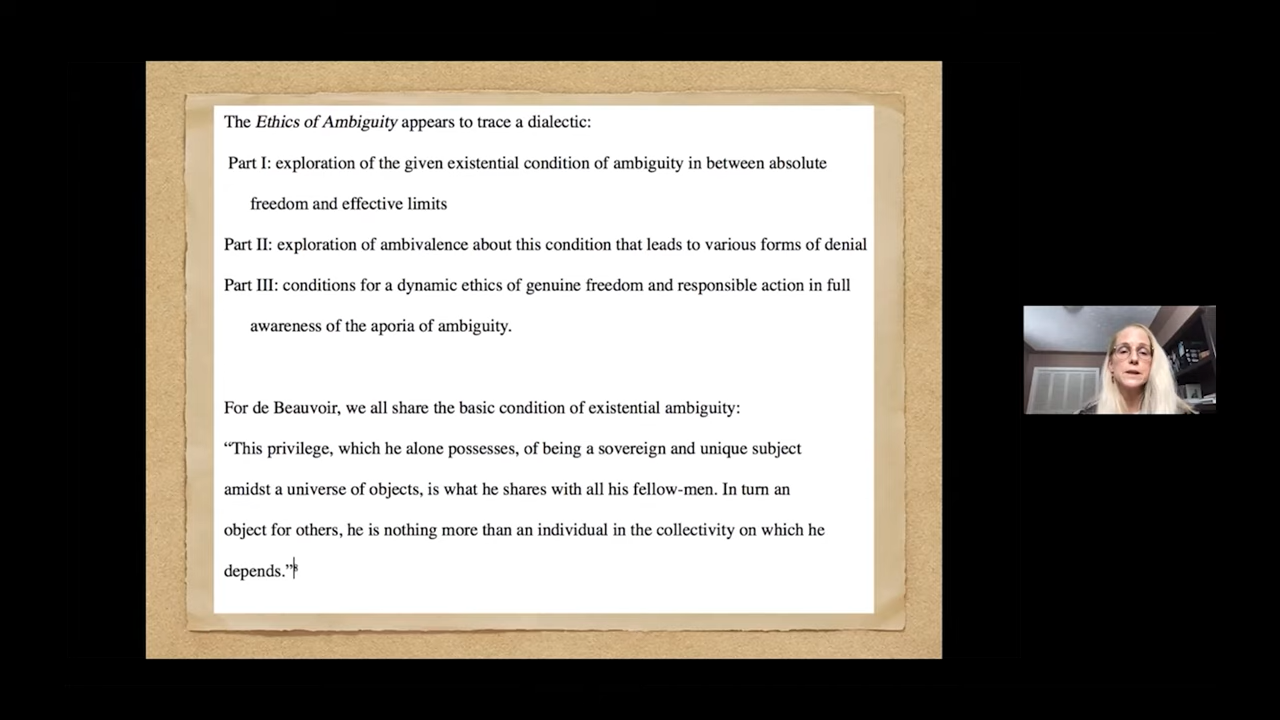 The Ethics of Ambiguity appears to trace a dialectic:
Part I: exploration of the given existential condition of ambiguity in between absolute
freedom and effective limits
Part II: exploration of ambivalence about this condition that leads to various forms of denial
Part III: conditions for a dynamic ethics of genuine freedom and responsible action in full
awareness of the aporia of ambiguity.
For de Beauvoir, we all share the basic condition of existential ambiguity:
“This privilege, which he alone possesses, of being a sovereign and unique subject
amidst a universe of objects, is what he shares with all his fellow-men. In turn an
object for others, he is nothing more than an individual in the collectivity on which he
depends.”